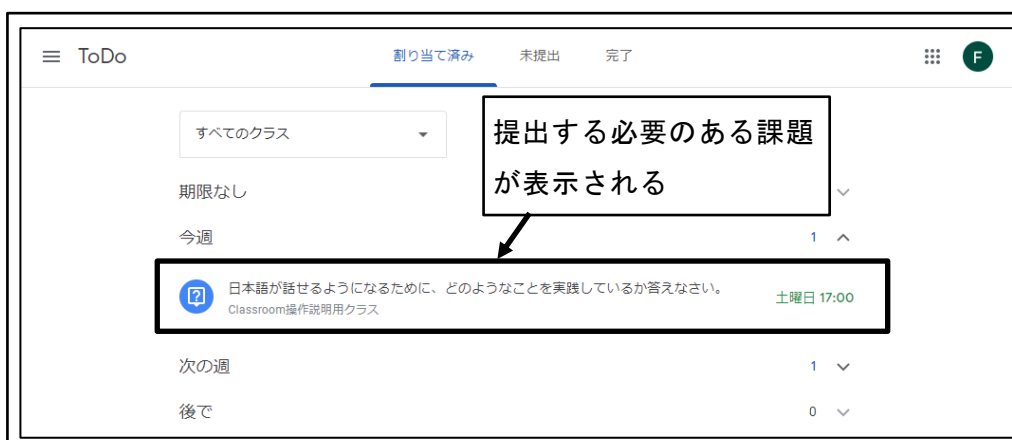 ToDo
割り当て済み 未提出 完了
F
すべてのクラス
提出する必要のある課題
が表示される
期限なし
今週 1
日本語が話せるようになるために、どのようなことを実践しているか答えなさい。
土曜日 17:00
Classroom操作説明用クラス
次の週 1
後で 0